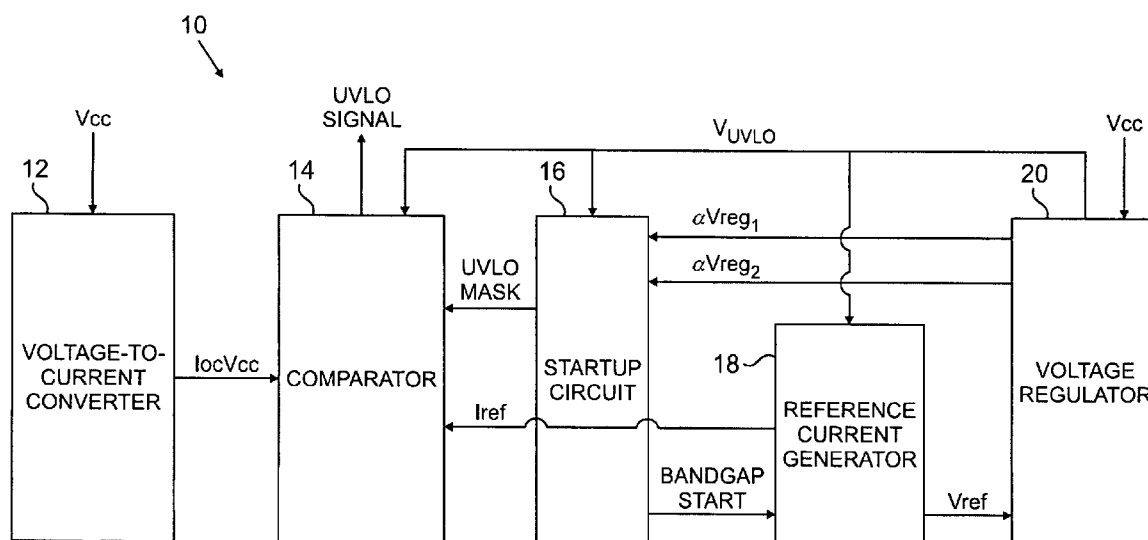 10
Vcc
UVLO
SIGNAL
V_UVLO
Vcc
12
14
16
20
αVreg₁
αVreg₂
UVLO
MASK
VOLTAGE-TO-
CURRENT
CONVERTER
IocVcc
COMPARATOR
STARTUP
CIRCUIT
18
VOLTAGE
REGULATOR
Iref
REFERENCE
CURRENT
GENERATOR
BANDGAP
START
Vref